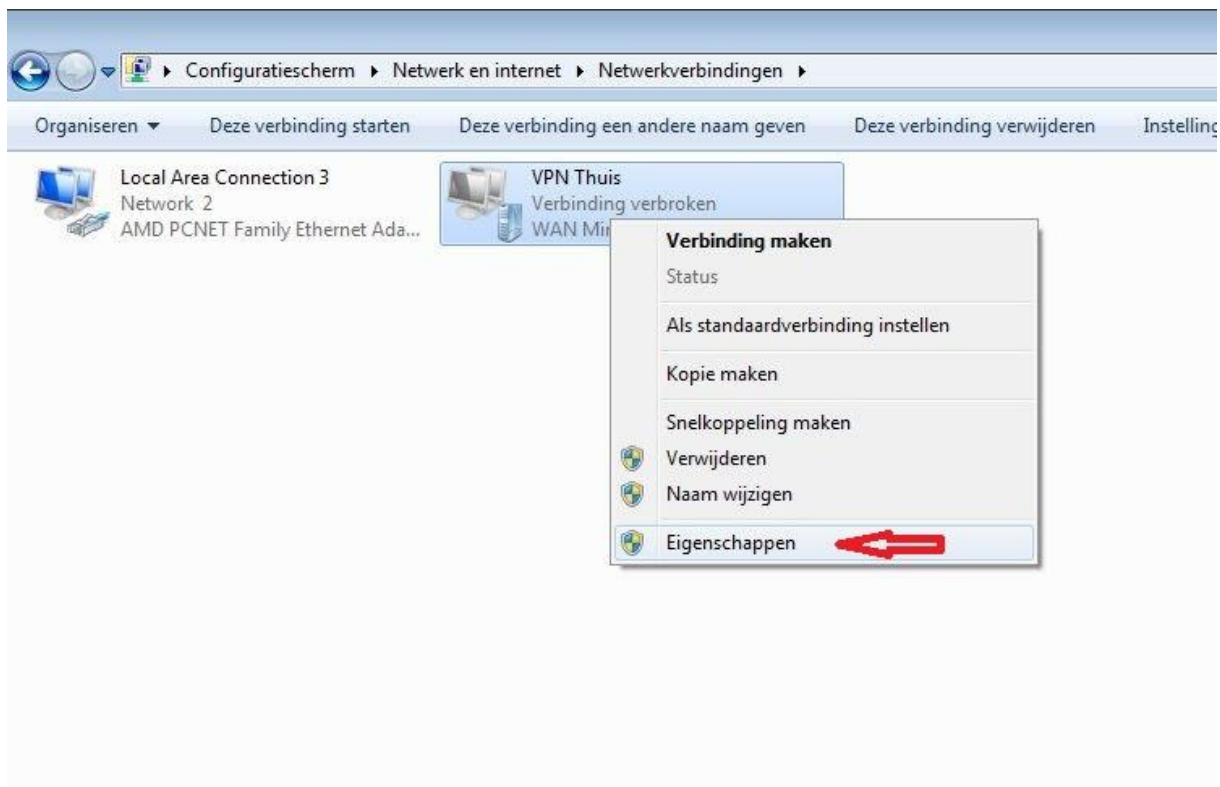 Configuratiescherm Netwerk en internet Netwerkverbindingen
Organiseren Deze verbinding starten Deze verbinding een andere naam geven Deze verbinding verwijderen
Local Area Connection 3
Network 2
AMD PCNET Family Ethernet Ada...
VPN Thuis
Verbinding verbroken
WAN
Verbinding maken
Status
Als standaardverbinding instellen
Kopie maken
Snelkoppeling maken
Verwijderen
Naam wijzigen
Eigenschappen